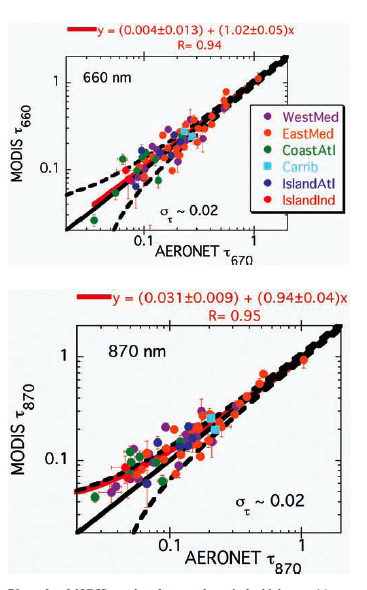 y = (0.004±0.013) + (1.02±0.05)x
R= 0.94
660 nm
1
0.1
MODIS τ660
WestMed
EastMed
CoastAtl
Carrib
IslandAtl
IslandInd
στ ~ 0.02
0.1
1
AERONET τ670
y = (0.031±0.009) + (0.94±0.04)x
R= 0.95
870 nm
1
0.1
MODIS τ870
στ ~ 0.02
0.1
1
AERONET τ870